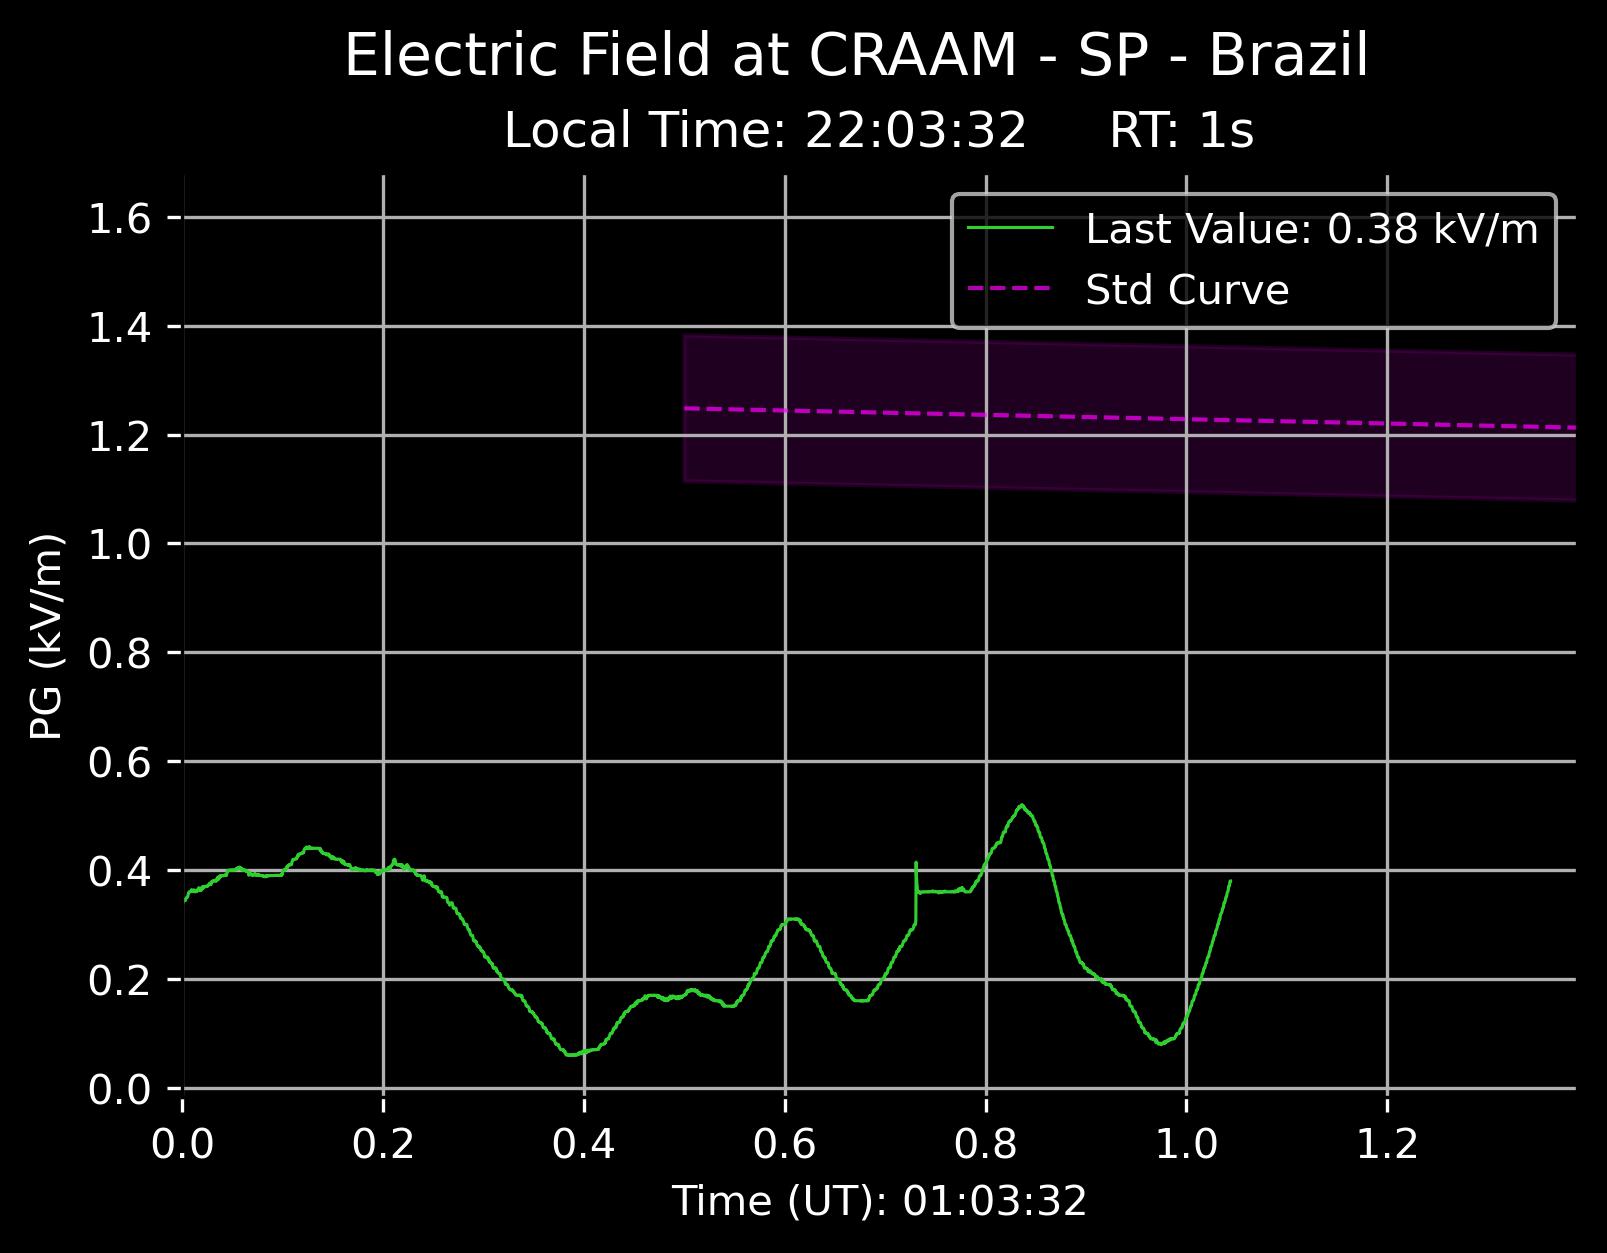 Electric Field at CRAAM - SP - Brazil
Local Time: 22:03:32 RT: 1s
Last Value: 0.38 kV/m
Std Curve
PG (kV/m)
1.6
1.4
1.2
1.0
0.8
0.6
0.4
0.2
0.0
0.0 0.2 0.4 0.6 0.8 1.0 1.2
Time (UT): 01:03:32